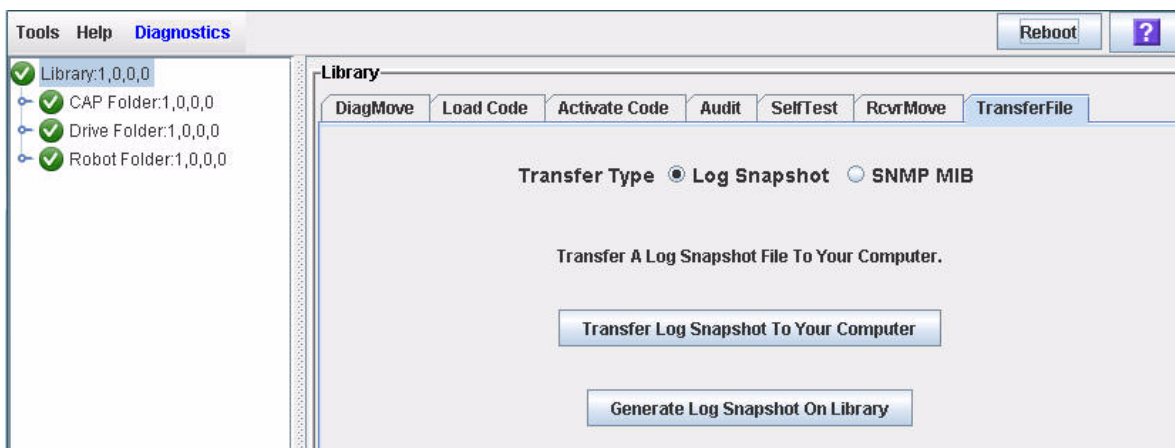 Tools Help Diagnostics
Reboot
?
Library:1,0,0,0
CAP Folder:1,0,0,0
Drive Folder:1,0,0,0
Robot Folder:1,0,0,0
Library
DiagMove Load Code Activate Code Audit SelfTest RcvrMove TransferFile
Transfer Type Log Snapshot SNMP MIB
Transfer A Log Snapshot File To Your Computer.
Transfer Log Snapshot To Your Computer
Generate Log Snapshot On Library